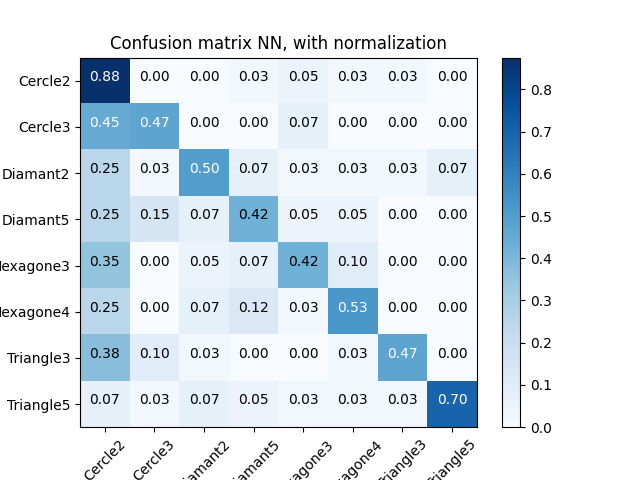 Confusion matrix NN, with normalization
Cercle2 0.88 0.00 0.00 0.03 0.05 0.03 0.03 0.00
Cercle3 0.45 0.47 0.00 0.00 0.07 0.00 0.00 0.00
Diamant2 0.25 0.03 0.50 0.07 0.03 0.03 0.03 0.07
Diamant5 0.25 0.15 0.07 0.42 0.05 0.05 0.00 0.00
exagone3 0.35 0.00 0.05 0.07 0.42 0.10 0.00 0.00
exagone4 0.25 0.00 0.07 0.12 0.03 0.53 0.00 0.00
Triangle3 0.38 0.10 0.03 0.00 0.00 0.03 0.47 0.00
Triangle5 0.07 0.03 0.07 0.05 0.03 0.03 0.03 0.70
Cercle2 Cercle3 iamant2 iamant5 xagone3 xagone4 riangle3 riangle5
0.8
0.7
0.6
0.5
0.4
0.3
0.2
0.1
0.0